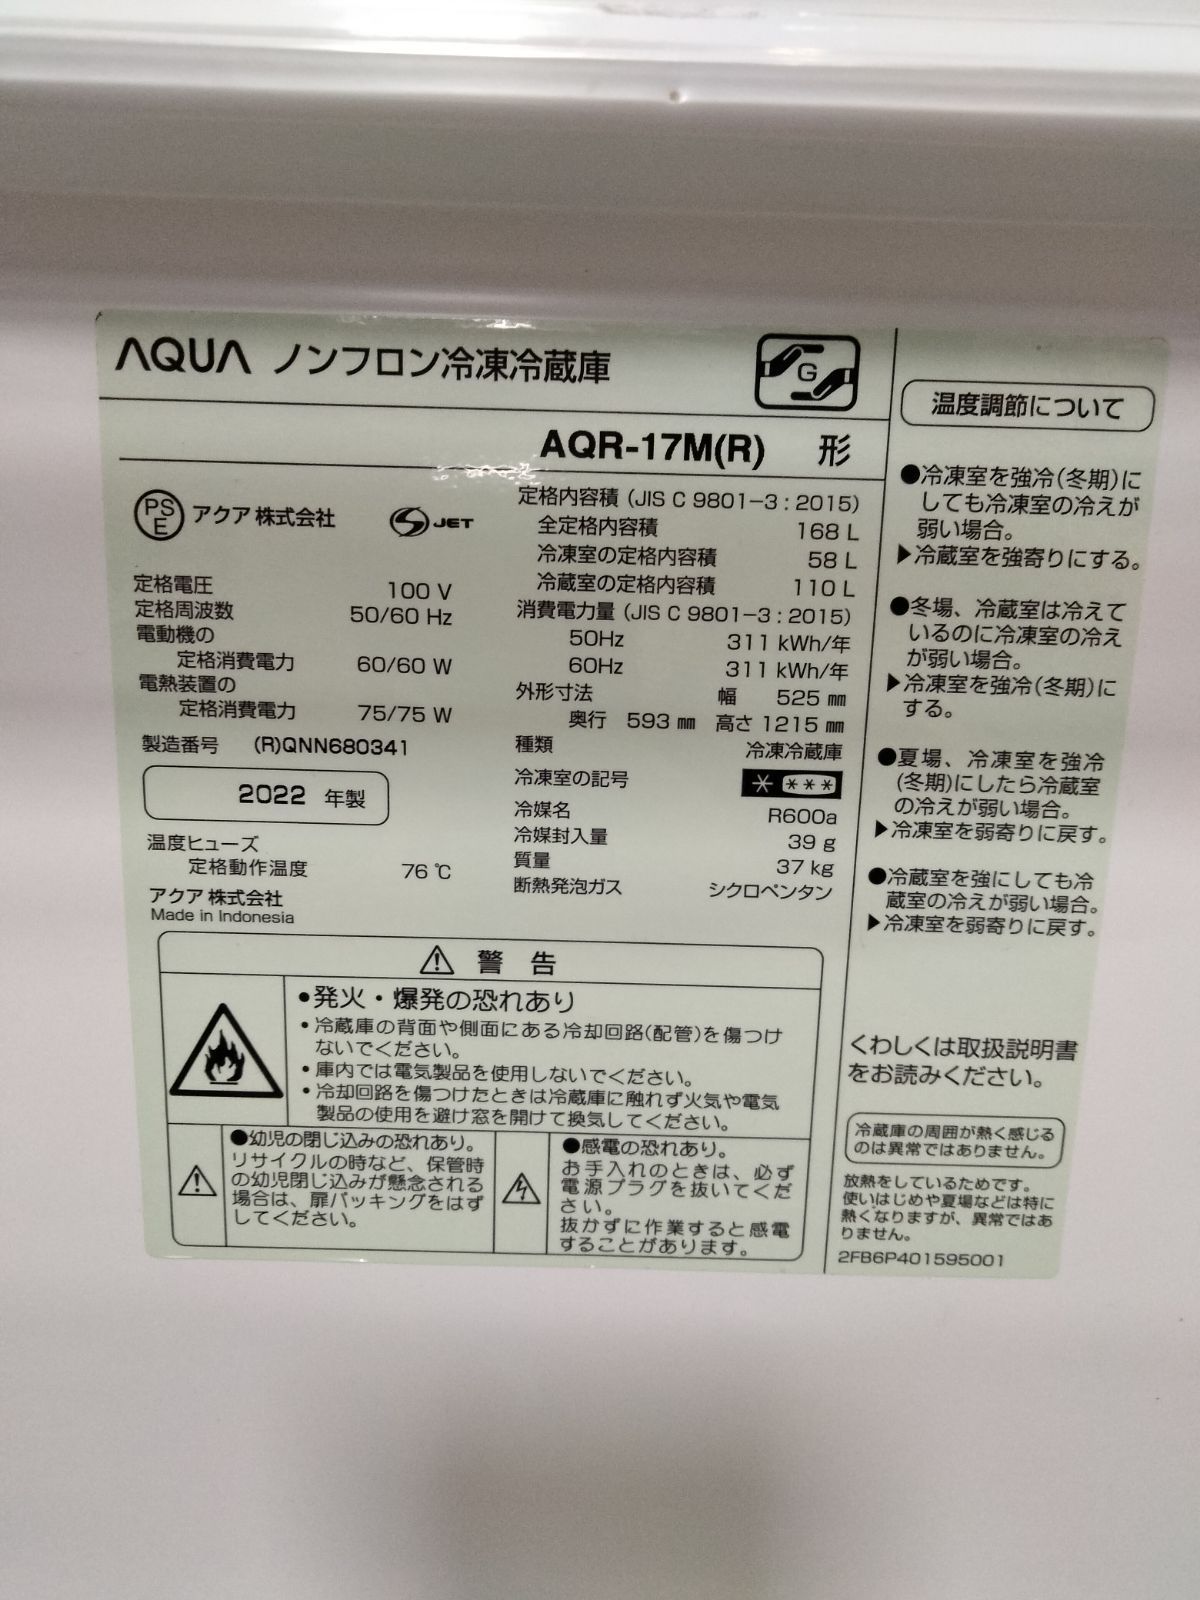 AQUA ノンフロン冷凍冷蔵庫
G
AQR-17M(R) 形
PS
E
アクア 株式会社
S JET
定格電圧 100 V
定格周波数 50/60 Hz
電動機の
定格消費電力 60/60 W
電熱装置の
定格消費電力 75/75 W
製造番号 (R)QNN680341
2022 年製
温度ヒューズ
定格動作温度 76 ℃
アクア 株式会社
Made in Indonesia
定格内容積 (JIS C 9801-3 : 2015)
全定格内容積 168 L
冷凍室の定格内容積 58 L
冷蔵室の定格内容積 110 L
消費電力量 (JIS C 9801-3 : 2015)
50Hz 311 kWh/年
60Hz 311 kWh/年
外形寸法 幅 525 ㎜
奥行 593 ㎜ 高さ 1215 ㎜
種類 冷凍冷蔵庫
冷凍室の記号 * ***
冷媒名 R600a
冷媒封入量 39 g
質量 37 kg
断熱発泡ガス シクロペンタン
警 告
●発火・爆発の恐れあり
・冷蔵庫の背面や側面にある冷却回路(配管)を傷つけ
ないでください。
・庫内では電気製品を使用しないでください。
・冷却回路を傷つけたときは冷蔵庫に触れず火気や電気
製品の使用を避け窓を開けて換気してください。
●幼児の閉じ込みの恐れあり。
リサイクルの時など、保管時
の幼児閉じ込みが懸念される
場合は、扉パッキングをはず
してください。
●感電の恐れあり。
お手入れのときは、必ず
電源プラグを抜いてくだ
さい。
抜かずに作業すると感電
することがあります。
温度調節について
●冷凍室を強冷(冬期)に
しても冷凍室の冷えが
弱い場合。
▶冷蔵室を強寄りにする。
●冬場、冷蔵室は冷えて
いるのに冷凍室の冷え
が弱い場合。
▶冷凍室を強冷(冬期)に
する。
●夏場、冷凍室を強冷
(冬期)にしたら冷蔵室
の冷えが弱い場合。
▶冷凍室を弱寄りに戻す。
●冷蔵室を強にしても冷
蔵室の冷えが弱い場合。
▶冷凍室を弱寄りに戻す。
くわしくは取扱説明書
をお読みください。
冷蔵庫の周囲が熱く感じる
のは異常ではありません。
放熱をしているためです。
使いはじめや夏場などは特に
熱くなりますが、異常ではあ
りません。
2FB6P401595001